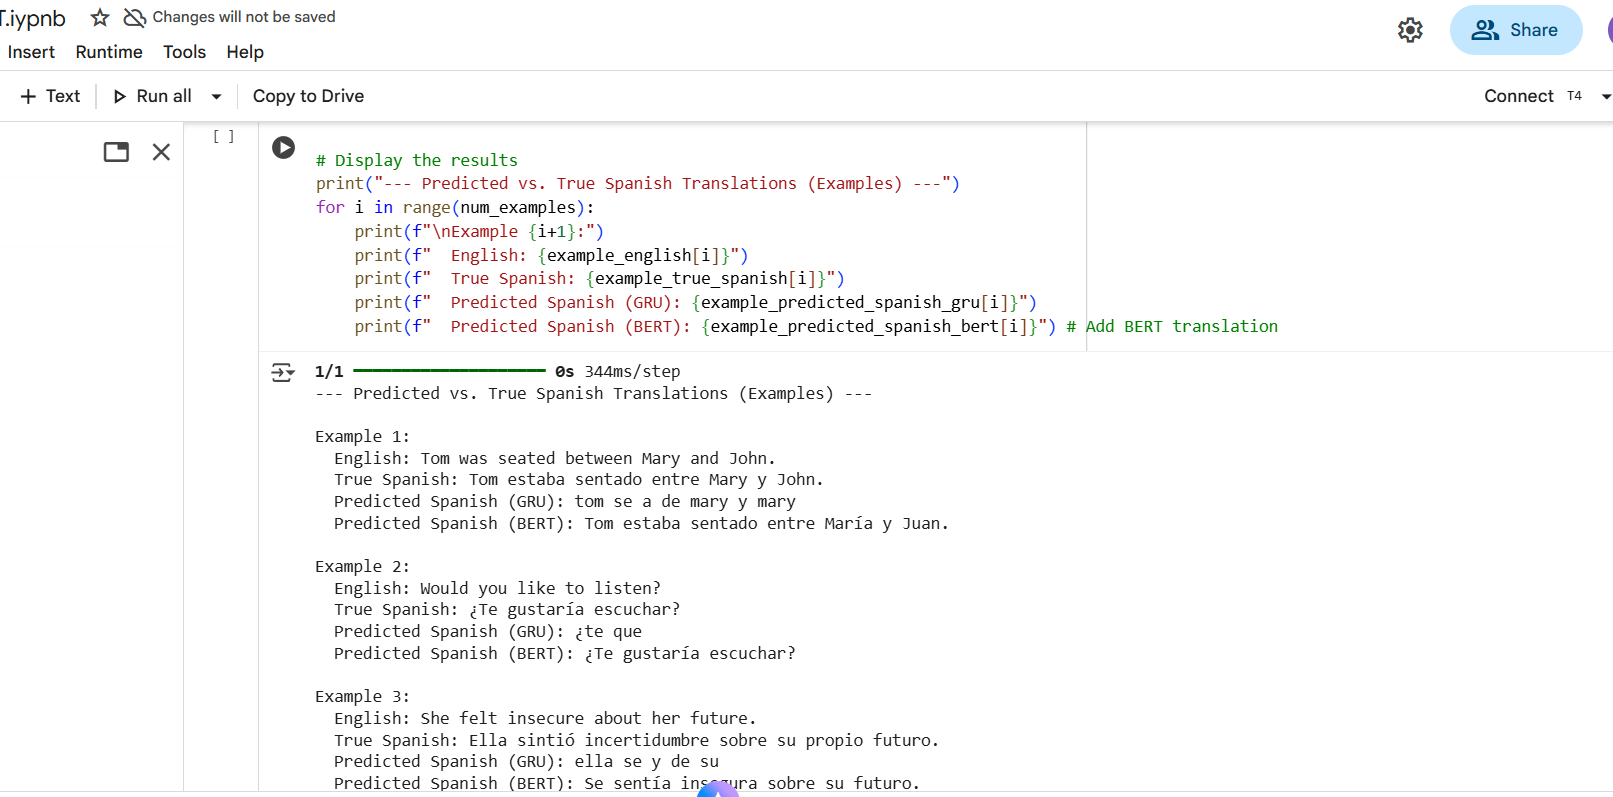 T.iypnb Changes will not be saved
Insert Runtime Tools Help
Share
+ Text Run all Copy to Drive
Connect T4
[ ]
# Display the results
print("--- Predicted vs. True Spanish Translations (Examples) ---")
for i in range(num_examples):
    print(f"\nExample {i+1}:")
    print(f"  English: {example_english[i]}")
    print(f"  True Spanish: {example_true_spanish[i]}")
    print(f"  Predicted Spanish (GRU): {example_predicted_spanish_gru[i]}")
    print(f"  Predicted Spanish (BERT): {example_predicted_spanish_bert[i]}") # Add BERT translation
1/1 0s 344ms/step
--- Predicted vs. True Spanish Translations (Examples) ---
Example 1:
  English: Tom was seated between Mary and John.
  True Spanish: Tom estaba sentado entre Mary y John.
  Predicted Spanish (GRU): tom se a de mary y mary
  Predicted Spanish (BERT): Tom estaba sentado entre María y Juan.
Example 2:
  English: Would you like to listen?
  True Spanish: ¿Te gustaría escuchar?
  Predicted Spanish (GRU): ¿te que
  Predicted Spanish (BERT): ¿Te gustaría escuchar?
Example 3:
  English: She felt insecure about her future.
  True Spanish: Ella sintió incertidumbre sobre su propio futuro.
  Predicted Spanish (GRU): ella se y de su
  Predicted Spanish (BERT): Se sentía insegura sobre su futuro.